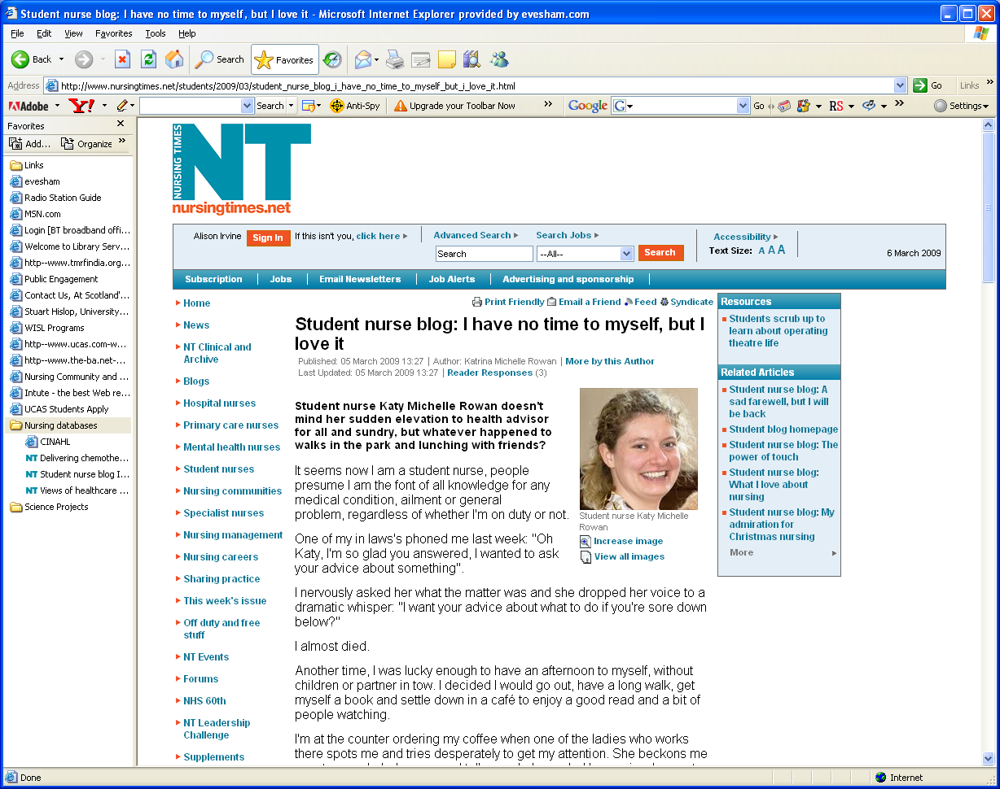 Student nurse blog: I have no time to myself, but I love it - Microsoft Internet Explorer provided by evesham.com
File Edit View Favorites Tools Help
Back Search Favorites
Address http://www.nursingtimes.net/students/2009/03/student_nurse_blog_i_have_no_time_to_myself_but_i_love_it.html Go Links »
Adobe Y! Search Anti-Spy Upgrade your Toolbar Now » Google G Go RS » Settings
Favorites
Add... Organize »
Links
evesham
Radio Station Guide
MSN.com
Login [BT broadband offi...
Welcome to Library Serv...
http--www.tmrfindia.org...
Public Engagement
Contact Us, At Scotland'...
Stuart Hislop, University...
WISL Programs
http--www.ucas.com-w...
http--www.the-ba.net-...
Nursing Community and ...
Intute - the best Web re...
UCAS Students Apply
Nursing databases
CINAHL
NT Delivering chemothe...
NT Student nurse blog I...
NT Views of healthcare ...
Science Projects
NURSING TIMES
NT
nursingtimes.net
Alison Irvine Sign In If this isn't you, click here
Advanced Search Search Jobs
Search --All-- Search
Accessibility
Text Size: A A A
6 March 2009
Subscription Jobs Email Newsletters Job Alerts Advertising and sponsorship
Home
News
NT Clinical and
Archive
Blogs
Hospital nurses
Primary care nurses
Mental health nurses
Student nurses
Nursing communities
Specialist nurses
Nursing management
Nursing careers
Sharing practice
This week's issue
Off duty and free
stuff
NT Events
Forums
NHS 60th
NT Leadership
Challenge
Supplements
Print Friendly Email a Friend Feed Syndicate
Student nurse blog: I have no time to myself, but I
love it
Published: 05 March 2009 13:27 | Author: Katrina Michelle Rowan | More by this Author
Last Updated: 05 March 2009 13:27 | Reader Responses (3)
Student nurse Katy Michelle Rowan doesn't
mind her sudden elevation to health advisor
for all and sundry, but whatever happened to
walks in the park and lunching with friends?
It seems now I am a student nurse, people
presume I am the font of all knowledge for any
medical condition, ailment or general
problem, regardless of whether I'm on duty or not.
One of my in laws's phoned me last week: "Oh
Katy, I'm so glad you answered, I wanted to ask
your advice about something".
I nervously asked her what the matter was and she dropped her voice to a
dramatic whisper: "I want your advice about what to do if you're sore down
below?"
I almost died.
Another time, I was lucky enough to have an afternoon to myself, without
children or partner in tow. I decided I would go out, have a long walk, get
myself a book and settle down in a café to enjoy a good read and a bit of
people watching.
I'm at the counter ordering my coffee when one of the ladies who works
there spots me and tries desperately to get my attention. She beckons me
Student nurse Katy Michelle
Rowan
Increase image
View all images
Resources
Students scrub up to
learn about operating
theatre life
Related Articles
Student nurse blog: A
sad farewell, but I will
be back
Student blog homepage
Student nurse blog: The
power of touch
Student nurse blog:
What I love about
nursing
Student nurse blog: My
admiration for
Christmas nursing
More
Done Internet